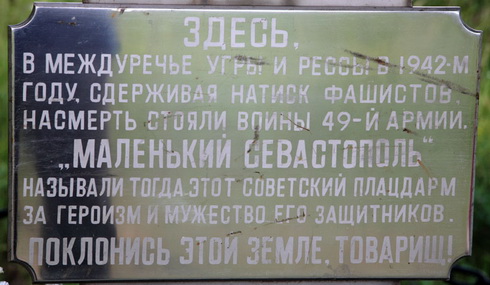 ЗДЕСЬ,
В МЕЖДУРЕЧЬЕ УГРЫ И РЕССЫ В 1942-М
ГОДУ, СДЕРЖИВАЯ НАТИСК ФАШИСТОВ,
НАСМЕРТЬ СТОЯЛИ ВОИНЫ 49-Й АРМИИ.
„МАЛЕНЬКИЙ СЕВАСТОПОЛЬ“
НАЗЫВАЛИ ТОГДА ЭТОТ СОВЕТСКИЙ ПЛАЦДАРМ
ЗА ГЕРОИЗМ И МУЖЕСТВО ЕГО ЗАЩИТНИКОВ.
ПОКЛОНИСЬ ЭТОЙ ЗЕМЛЕ, ТОВАРИЩ!